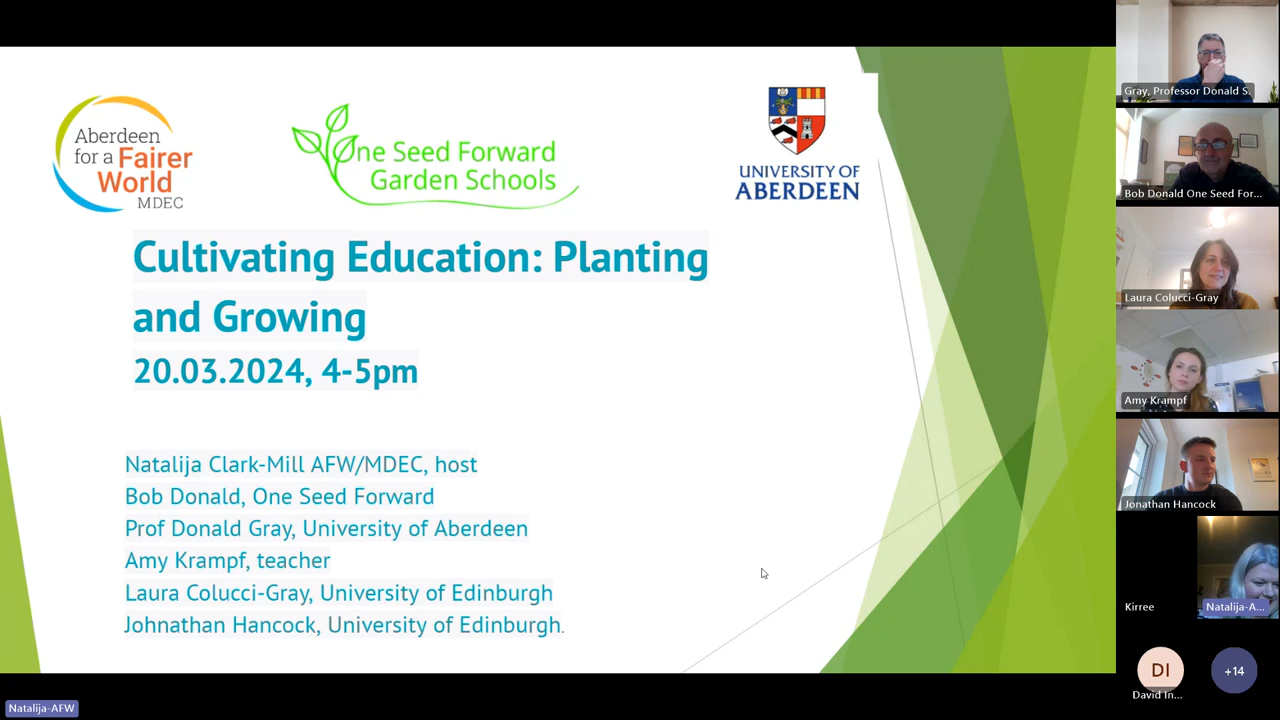 Aberdeen
for a Fairer
World
MDEC
One Seed Forward
Garden Schools
UNIVERSITY OF
ABERDEEN
Cultivating Education: Planting
and Growing
20.03.2024, 4-5pm
Natalija Clark-Mill AFW/MDEC, host
Bob Donald, One Seed Forward
Prof Donald Gray, University of Aberdeen
Amy Krampf, teacher
Laura Colucci-Gray, University of Edinburgh
Johnathan Hancock, University of Edinburgh.
Natalija-AFW
Gray, Professor Donald S.
Bob Donald One Seed For...
Laura Colucci-Gray
Amy Krampf
Jonathan Hancock
Kirree
Natalija-A...
DI
David In...
+14